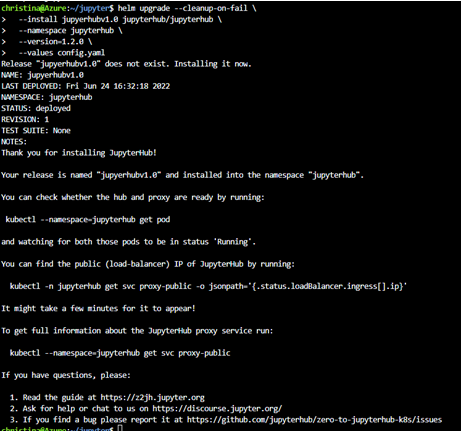 christina@Azure:~/jupyter$ helm upgrade --cleanup-on-fail \
>   --install jupyerhubv1.0 jupyterhub/jupyterhub \
>   --namespace jupyterhub \
>   --version=1.2.0 \
>   --values config.yaml
Release "jupyerhubv1.0" does not exist. Installing it now.
NAME: jupyerhubv1.0
LAST DEPLOYED: Fri Jun 24 16:32:18 2022
NAMESPACE: jupyterhub
STATUS: deployed
REVISION: 1
TEST SUITE: None
NOTES:
Thank you for installing JupyterHub!
Your release is named "jupyerhubv1.0" and installed into the namespace "jupyterhub".
You can check whether the hub and proxy are ready by running:
kubectl --namespace=jupyterhub get pod
and watching for both those pods to be in status 'Running'.
You can find the public (load-balancer) IP of JupyterHub by running:
kubectl -n jupyterhub get svc proxy-public -o jsonpath='{.status.loadBalancer.ingress[].ip}'
It might take a few minutes for it to appear!
To get full information about the JupyterHub proxy service run:
kubectl --namespace=jupyterhub get svc proxy-public
If you have questions, please:
1. Read the guide at https://z2jh.jupyter.org
2. Ask for help or chat to us on https://discourse.jupyter.org/
3. If you find a bug please report it at https://github.com/jupyterhub/zero-to-jupyterhub-k8s/issues
christina@Azure:~/jupyter$